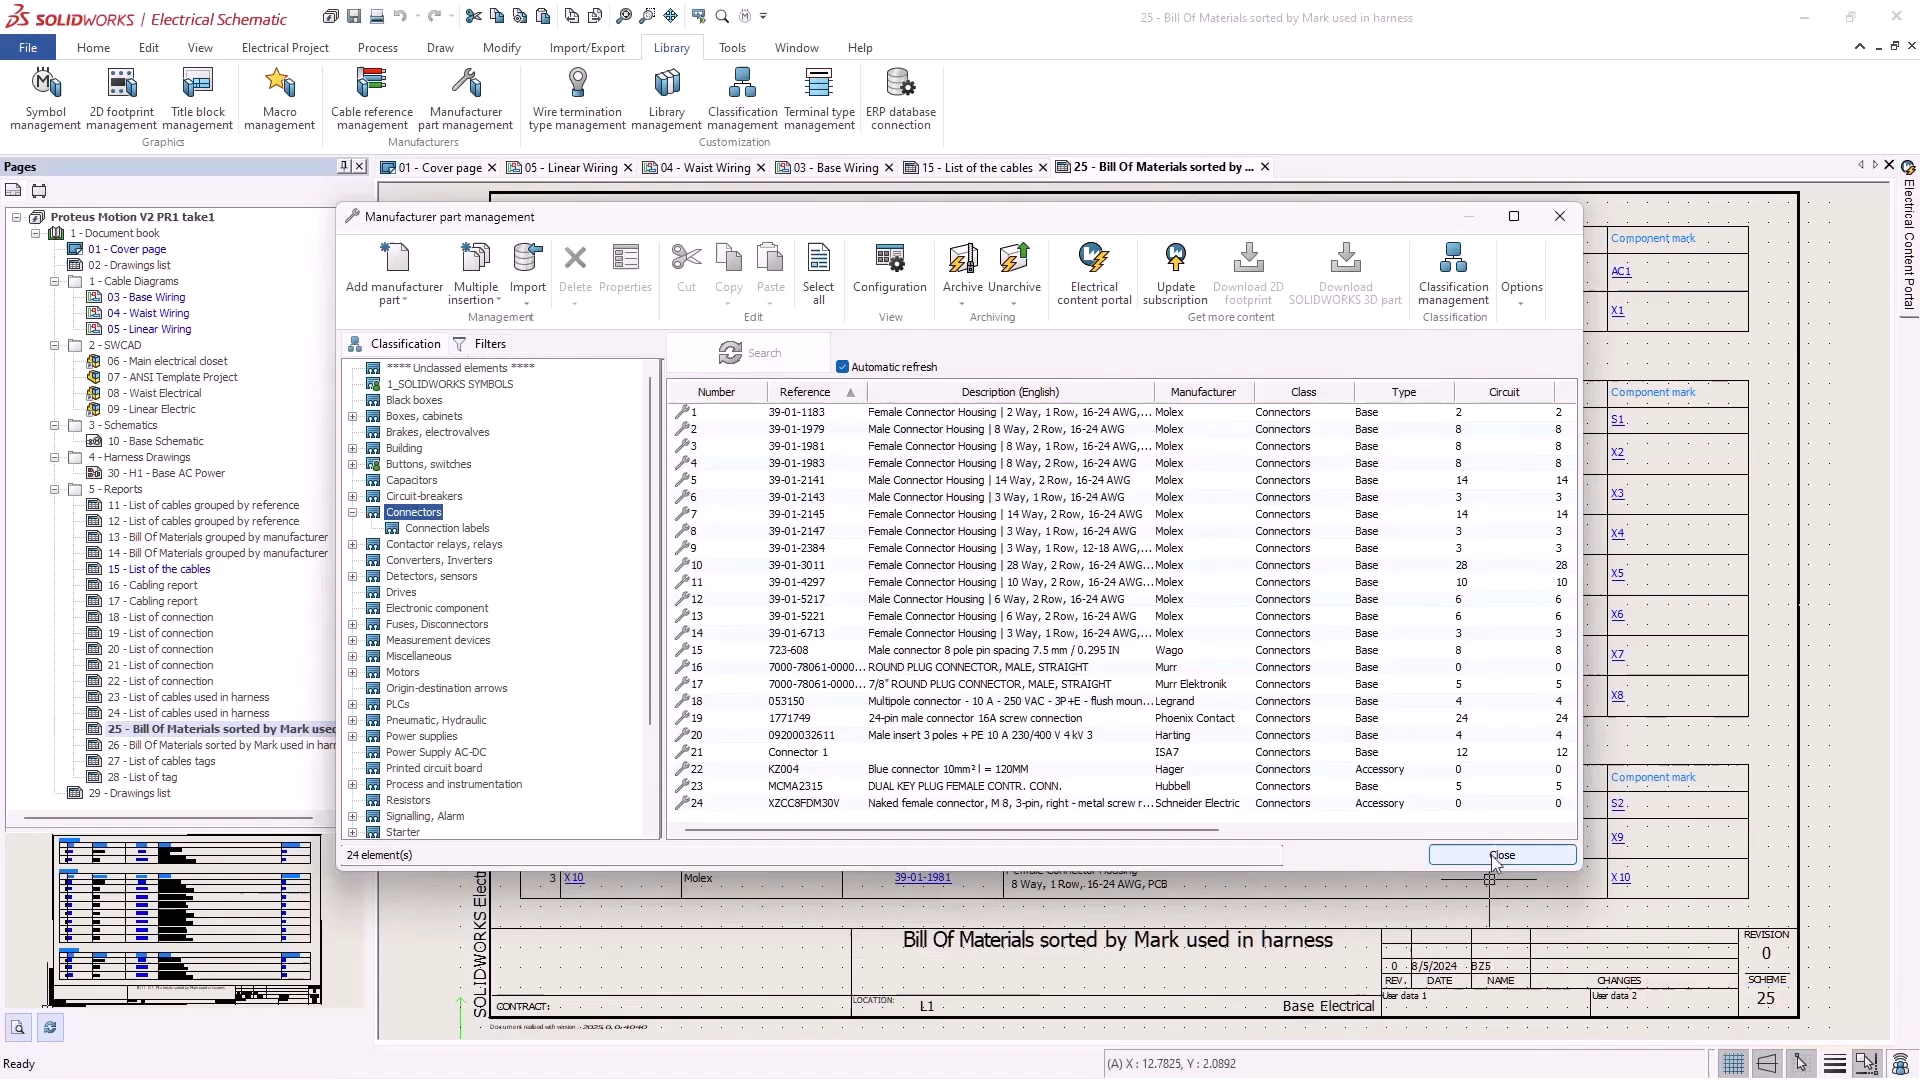 SOLIDWORKS / Electrical Schematic
25 - Bill Of Materials sorted by Mark used in harness
File Home Edit View Electrical Project Process Draw Modify Import/Export Library Tools Window Help
Symbol management
2D footprint management
Title block management
Macro management
Cable reference management
Manufacturer part management
Wire termination type management
Library management
Classification management
Terminal type management
ERP database connection
Graphics
Manufacturers
Customization
Pages
01 - Cover page
05 - Linear Wiring
04 - Waist Wiring
03 - Base Wiring
15 - List of the cables
25 - Bill Of Materials sorted by ...
Electrical Content Portal
Proteus Motion V2 PR1 take1
1 - Document book
01 - Cover page
02 - Drawings list
1 - Cable Diagrams
03 - Base Wiring
04 - Waist Wiring
05 - Linear Wiring
2 - SWCAD
06 - Main electrical closet
07 - ANSI Template Project
08 - Waist Electrical
09 - Linear Electric
3 - Schematics
10 - Base Schematic
4 - Harness Drawings
30 - H1 - Base AC Power
5 - Reports
11 - List of cables grouped by reference
12 - List of cables grouped by reference
13 - Bill Of Materials grouped by manufacturer
14 - Bill Of Materials grouped by manufacturer
15 - List of the cables
16 - Cabling report
17 - Cabling report
18 - List of connection
19 - List of connection
20 - List of connection
21 - List of connection
22 - List of connection
23 - List of cables used in harness
24 - List of cables used in harness
25 - Bill Of Materials sorted by Mark used
26 - Bill Of Materials sorted by Mark used in harn
27 - List of cables tags
28 - List of tag
29 - Drawings list
Manufacturer part management
Add manufacturer part
Multiple insertion
Import
Delete
Properties
Cut
Copy
Paste
Select all
Configuration
Archive
Unarchive
Electrical content portal
Update subscription
Download 2D footprint
Download SOLIDWORKS 3D part
Classification management
Options
Management
Edit
View
Archiving
Get more content
Classification
Classification Filters
Search
Automatic refresh
**** Unclassed elements ****
1_SOLIDWORKS SYMBOLS
Black boxes
Boxes, cabinets
Brakes, electrovalves
Building
Buttons, switches
Capacitors
Circuit-breakers
Connectors
Connection labels
Contactor relays, relays
Converters, Inverters
Detectors, sensors
Drives
Electronic component
Fuses, Disconnectors
Measurement devices
Miscellaneous
Motors
Origin-destination arrows
PLCs
Pneumatic, Hydraulic
Power supplies
Power Supply AC-DC
Printed circuit board
Process and instrumentation
Resistors
Signalling, Alarm
Starter
Number Reference Description (English) Manufacturer Class Type Circuit
1 39-01-1183 Female Connector Housing | 2 Way, 1 Row, 16-24 AWG,... Molex Connectors Base 2 2
2 39-01-1979 Male Connector Housing | 8 Way, 2 Row, 16-24 AWG Molex Connectors Base 8 8
3 39-01-1981 Female Connector Housing | 8 Way, 1 Row, 16-24 AWG,... Molex Connectors Base 8 8
4 39-01-1983 Female Connector Housing | 8 Way, 2 Row, 16-24 AWG Molex Connectors Base 8 8
5 39-01-2141 Male Connector Housing | 14 Way, 2 Row, 16-24 AWG Molex Connectors Base 14 14
6 39-01-2143 Male Connector Housing | 3 Way, 1 Row, 16-24 AWG Molex Connectors Base 3 3
7 39-01-2145 Female Connector Housing | 14 Way, 2 Row, 16-24 AWG Molex Connectors Base 14 14
8 39-01-2147 Female Connector Housing | 3 Way, 1 Row, 16-24 AWG Molex Connectors Base 3 3
9 39-01-2384 Female Connector Housing | 3 Way, 1 Row, 12-18 AWG,... Molex Connectors Base 3 3
10 39-01-3011 Female Connector Housing | 28 Way, 2 Row, 16-24 AWG... Molex Connectors Base 28 28
11 39-01-4297 Female Connector Housing | 10 Way, 2 Row, 16-24 AWG... Molex Connectors Base 10 10
12 39-01-5217 Male Connector Housing | 6 Way, 2 Row, 16-24 AWG Molex Connectors Base 6 6
13 39-01-5221 Female Connector Housing | 6 Way, 2 Row, 16-24 AWG Molex Connectors Base 6 6
14 39-01-6713 Female Connector Housing | 3 Way, 1 Row, 16-24 AWG,... Molex Connectors Base 3 3
15 723-608 Male connector 8 pole pin spacing 7.5 mm / 0.295 IN Wago Connectors Base 8 8
16 7000-78061-0000... ROUND PLUG CONNECTOR, MALE, STRAIGHT Murr Connectors Base 0 0
17 7000-78061-0000... 7/8" ROUND PLUG CONNECTOR, MALE, STRAIGHT Murr Elektronik Connectors Base 5 5
18 053150 Multipole connector - 10 A - 250 VAC - 3P+E - flush moun... Legrand Connectors Base 4 4
19 1771749 24-pin male connector 16A screw connection Phoenix Contact Connectors Base 24 24
20 09200032611 Male insert 3 poles + PE 10 A 230/400 V 4 kV 3 Harting Connectors Base 4 4
21 Connector 1 ISA7 Connectors Base 12 12
22 KZ004 Blue connector 10mm² l = 120MM Hager Connectors Accessory 0 0
23 MCMA2315 DUAL KEY PLUG FEMALE CONTR. CONN. Hubbell Connectors Base 5 5
24 XZCC8FDM30V Naked female connector, M 8, 3-pin, right - metal screw r... Schneider Electric Connectors Accessory 0 0
24 element(s)
Close
Component mark
AC1
X1
Component mark
S1
X2
X3
X4
X5
X6
X7
X8
Component mark
S2
X9
X10
3 X10 Molex 39-01-1981
8 Way, 1 Row, 16-24 AWG, PCB
SOLIDWORKS Elect
Bill Of Materials sorted by Mark used in harness
CONTRACT:
LOCATION: L1
Base Electrical
0 8/5/2024 BZ5
REV. DATE NAME CHANGES
User data 1 User data 2
REVISION
0
SCHEME
25
Document realized with version : 2025.0.0.4040
Ready
(A) X : 12.7825, Y : 2.0892